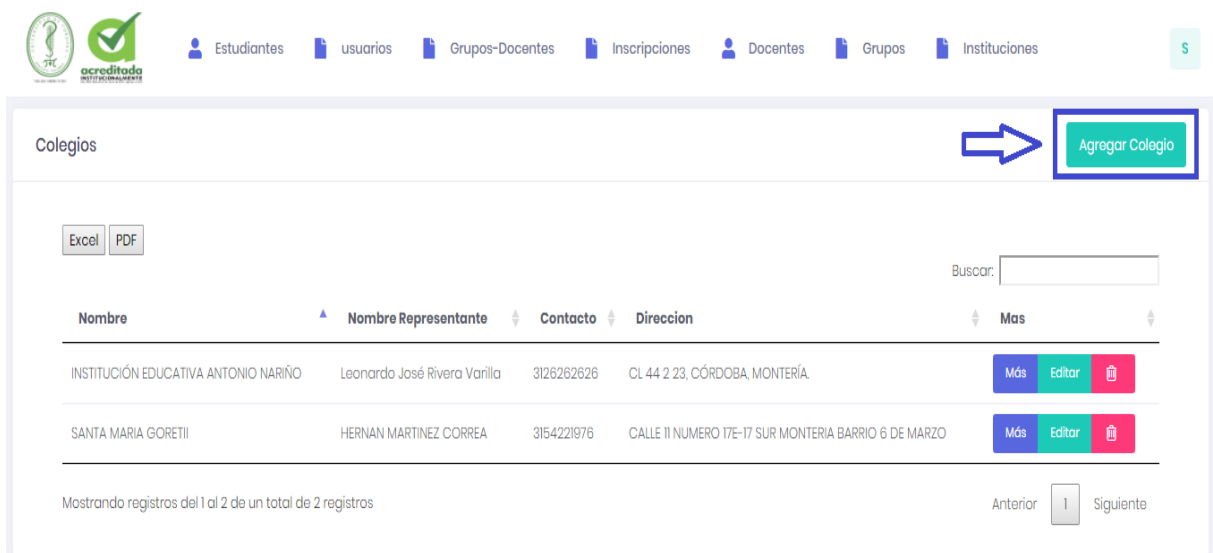 acreditada
INSTITUCIONALMENTE
Estudiantes usuarios Grupos-Docentes Inscripciones Docentes Grupos Instituciones S
Colegios Agregar Colegio
Excel PDF
Buscar:
Nombre Nombre Representante Contacto Direccion Mas
INSTITUCIÓN EDUCATIVA ANTONIO NARIÑO Leonardo José Rivera Varilla 3126262626 CL 44 2 23, CÓRDOBA, MONTERÍA. Más Editar
SANTA MARIA GORETII HERNAN MARTINEZ CORREA 3154221976 CALLE 11 NUMERO 17E-17 SUR MONTERIA BARRIO 6 DE MARZO Más Editar
Mostrando registros del 1 al 2 de un total de 2 registros Anterior 1 Siguiente